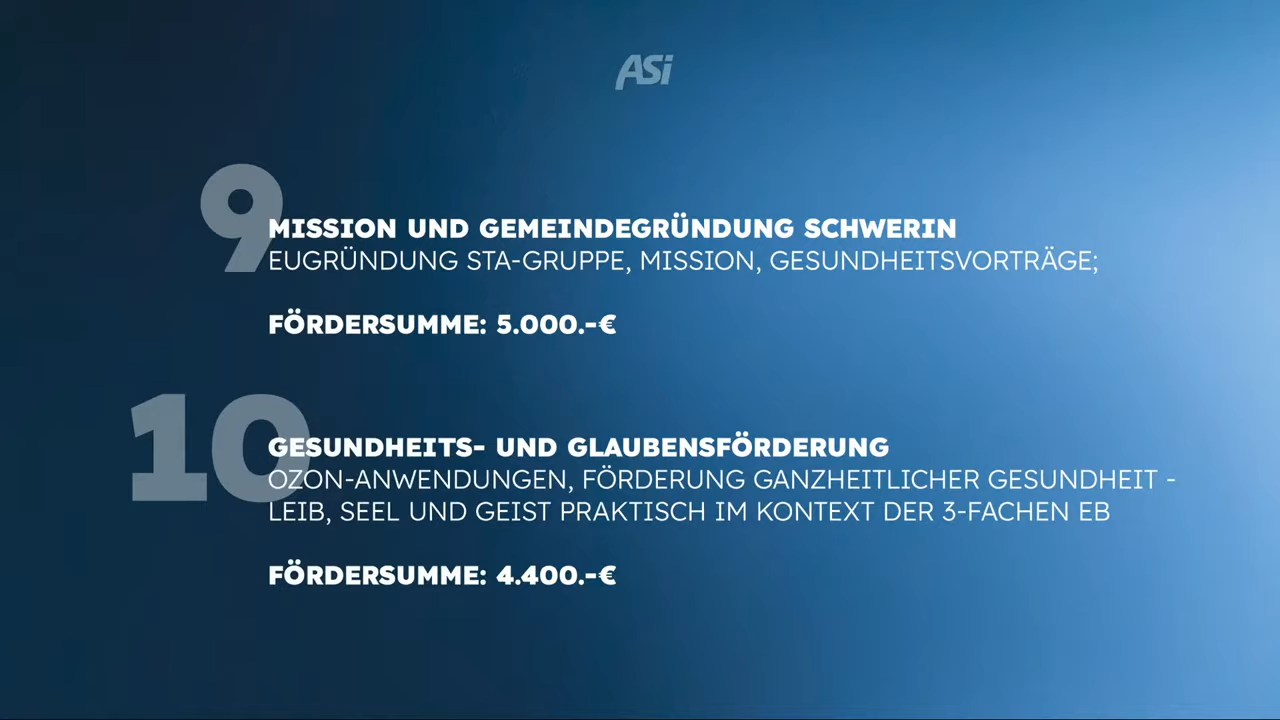 ASi
9
MISSION UND GEMEINDEGRÜNDUNG SCHWERIN
EUGRÜNDUNG STA-GRUPPE, MISSION, GESUNDHEITSVORTRÄGE;
FÖRDERSUMME: 5.000.-€
10
GESUNDHEITS- UND GLAUBENSFÖRDERUNG
OZON-ANWENDUNGEN, FÖRDERUNG GANZHEITLICHER GESUNDHEIT -
LEIB, SEEL UND GEIST PRAKTISCH IM KONTEXT DER 3-FACHEN EB
FÖRDERSUMME: 4.400.-€